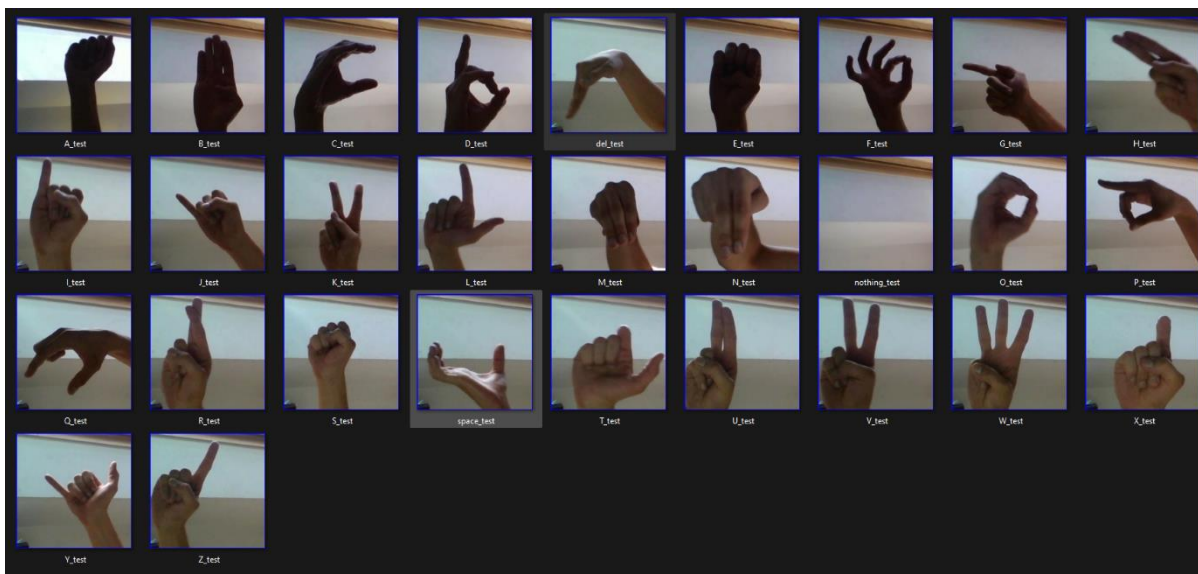 A_test B_test C_test D_test del_test E_test F_test G_test H_test
I_test J_test K_test L_test M_test N_test nothing_test O_test P_test
Q_test R_test S_test space_test T_test U_test V_test W_test X_test
Y_test Z_test